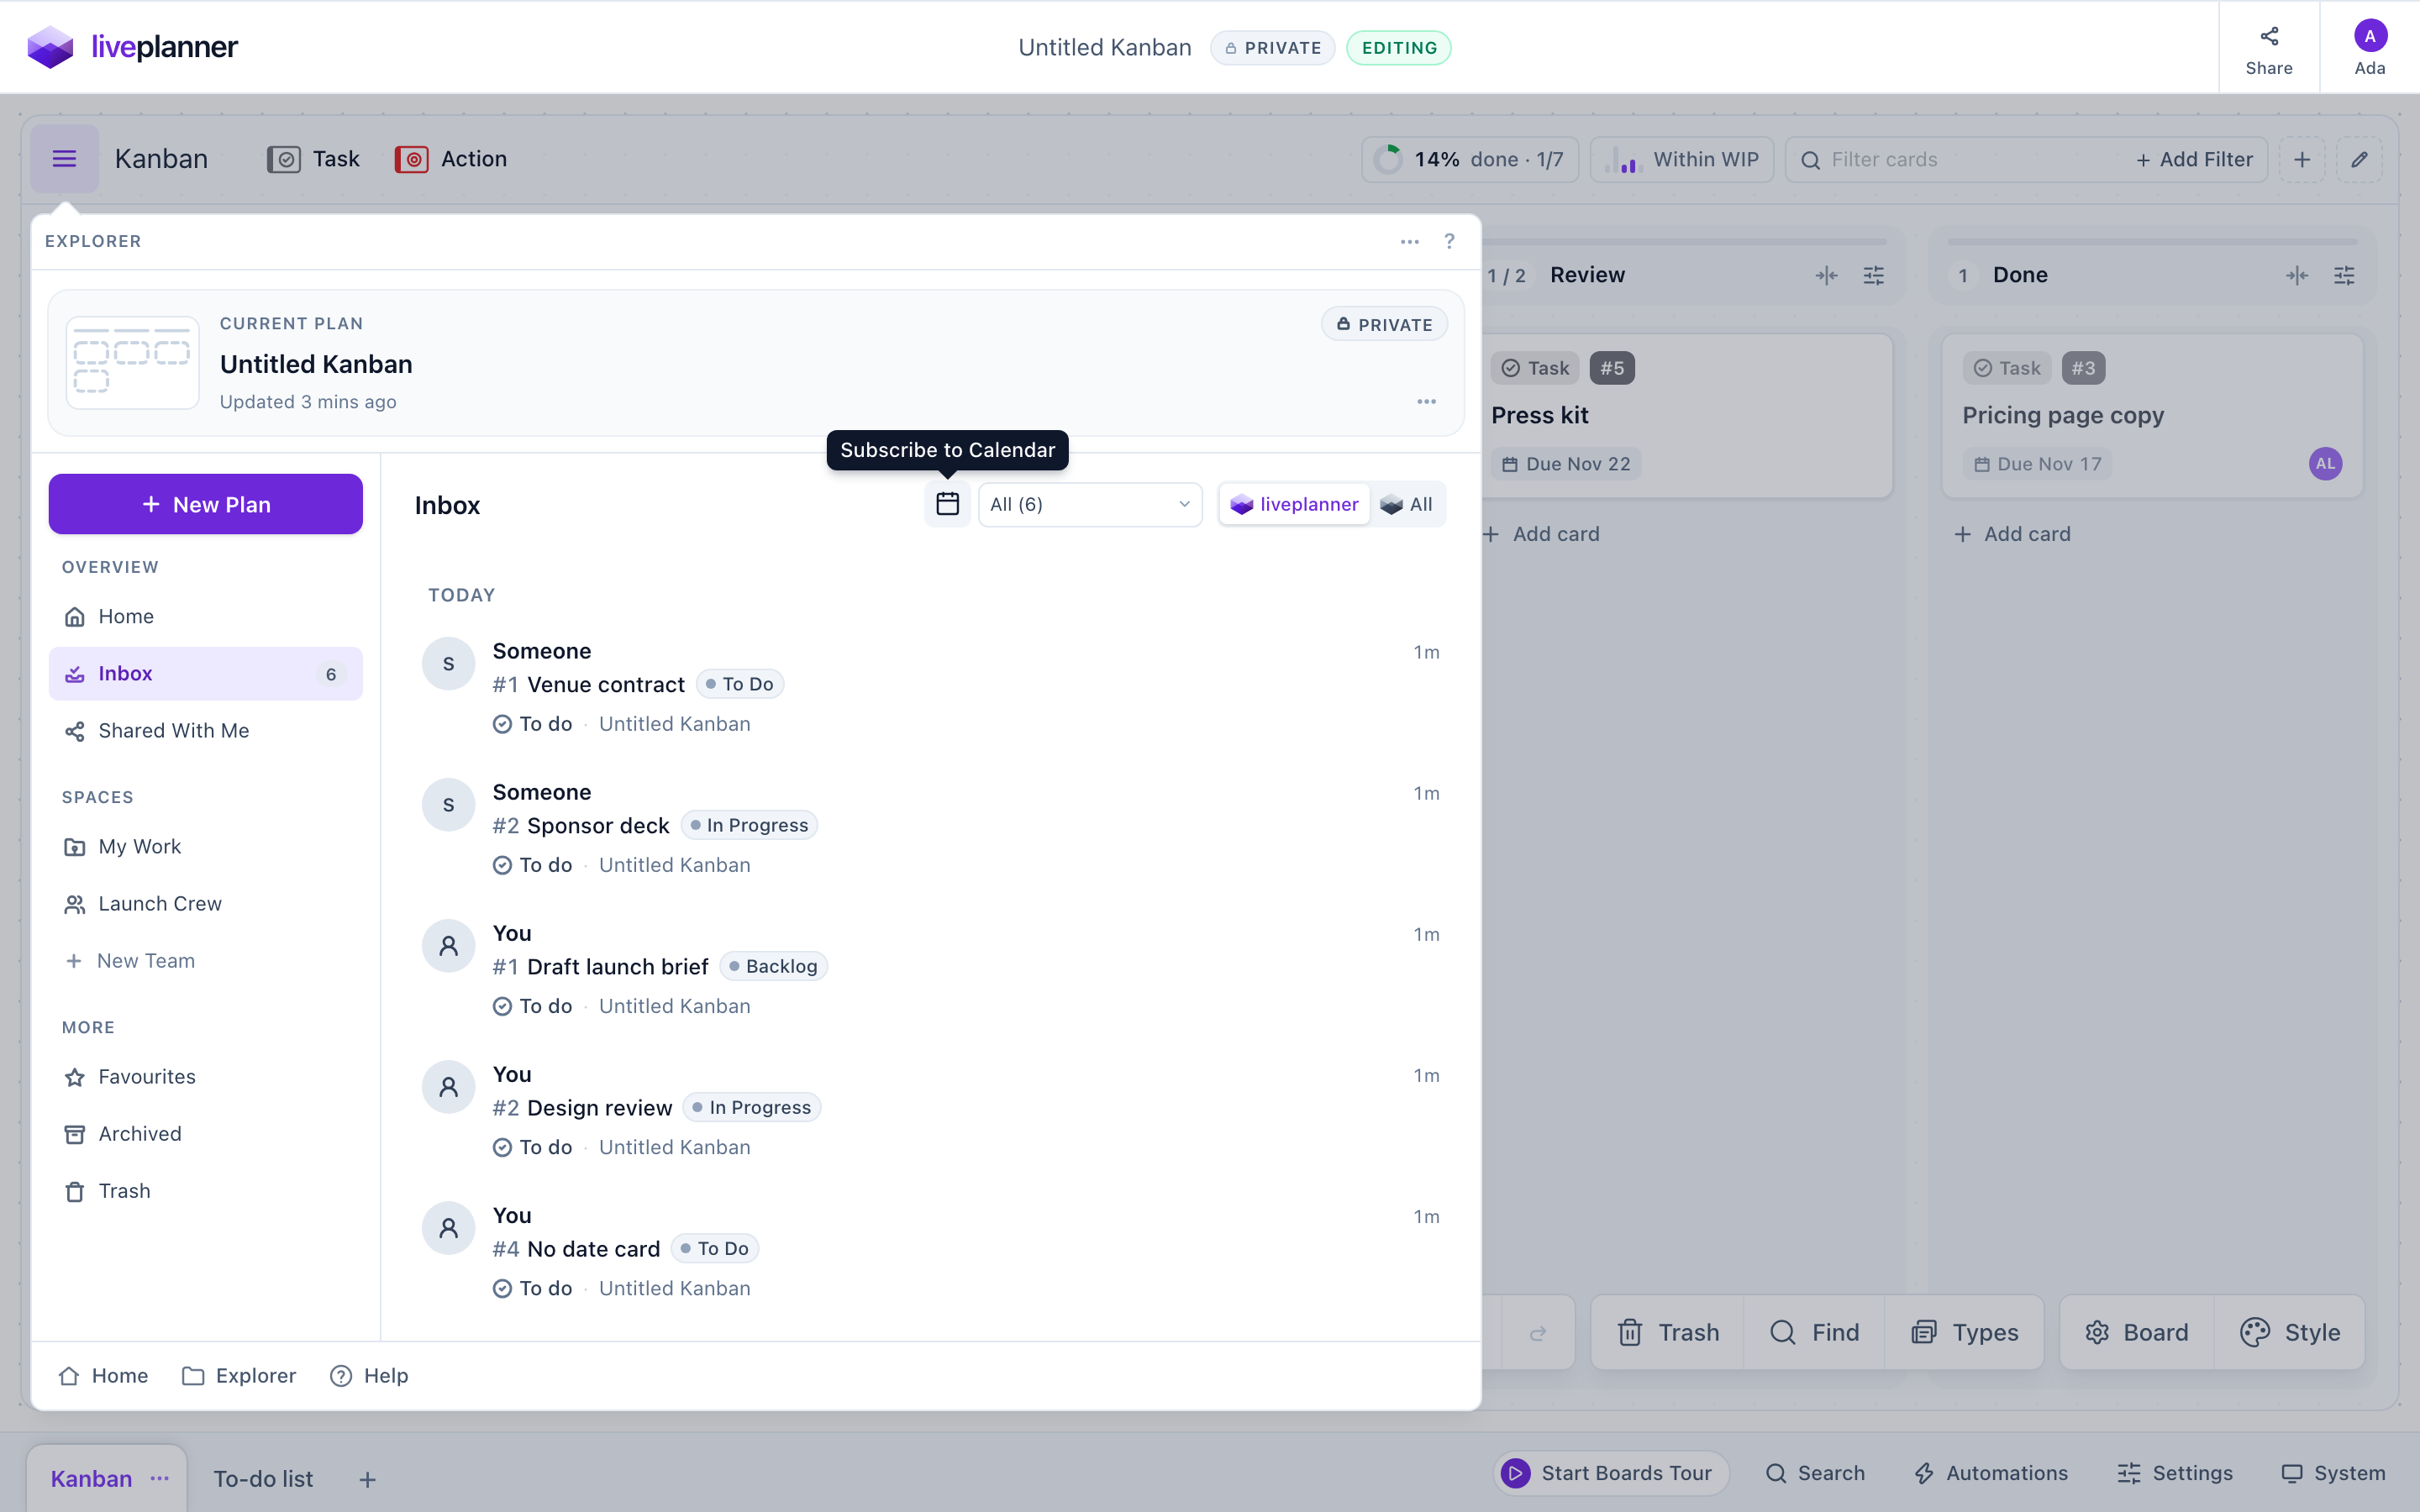 liveplanner
Untitled Kanban
PRIVATE
EDITING
Share
A
Ada
Kanban
Task
Action
14% done · 1/7
Within WIP
Filter cards
+ Add Filter
EXPLORER
?
CURRENT PLAN
Untitled Kanban
Updated 3 mins ago
PRIVATE
Subscribe to Calendar
+ New Plan
OVERVIEW
Home
Inbox 6
Shared With Me
SPACES
My Work
Launch Crew
+ New Team
MORE
Favourites
Archived
Trash
Inbox
All (6)
liveplanner
All
TODAY
S
Someone 1m
#1 Venue contract To Do
To do · Untitled Kanban
S
Someone 1m
#2 Sponsor deck In Progress
To do · Untitled Kanban
You 1m
#1 Draft launch brief Backlog
To do · Untitled Kanban
You 1m
#2 Design review In Progress
To do · Untitled Kanban
You 1m
#4 No date card To Do
To do · Untitled Kanban
Home
Explorer
Help
1 / 2 Review
Task #5
Press kit
Due Nov 22
+ Add card
1 Done
Task #3
Pricing page copy
Due Nov 17
AL
+ Add card
Trash
Find
Types
Board
Style
Kanban
To-do list
+
Start Boards Tour
Search
Automations
Settings
System